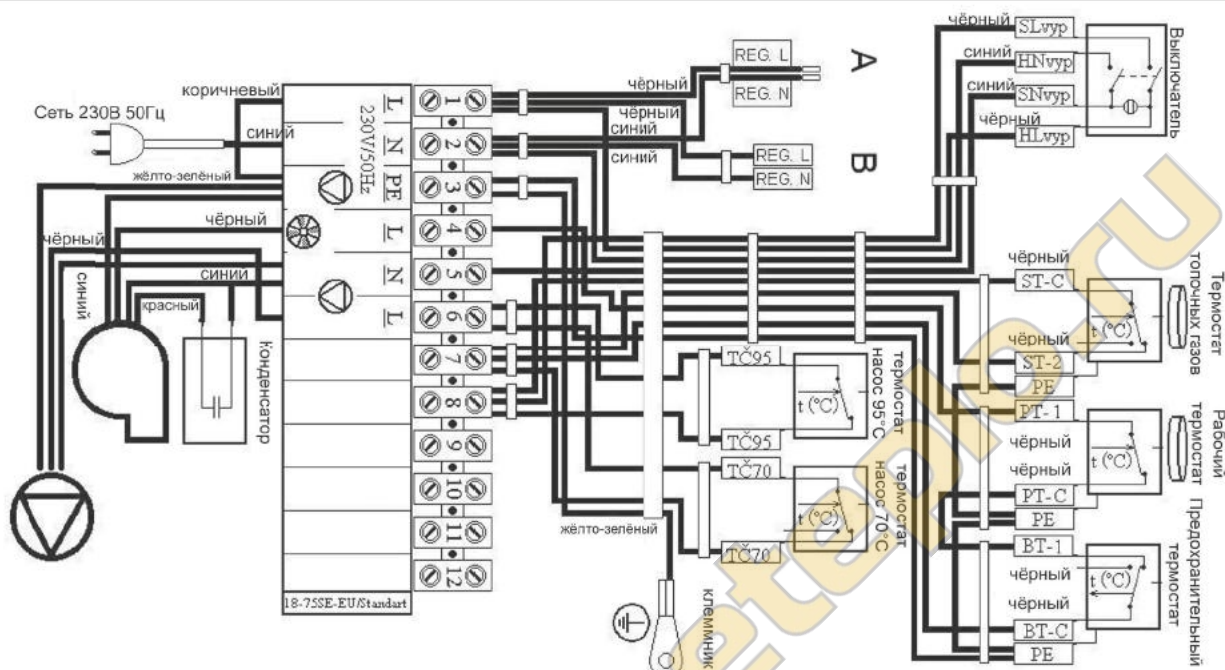 Сеть 230В 50Гц
коричневый
синий
жёлто-зелёный
чёрный
чёрный
синий
синий
красный
Конденсатор
L
N
PE
L
N
L
230V/50Hz
18-75SE-EU/Standart
1
2
3
4
5
6
7
8
9
10
11
12
чёрный
чёрный
синий
синий
REG. L
REG. N
A
REG. L
REG. N
B
чёрный
SLvyp
синий
HNvyp
синий
SNvyp
чёрный
HLvyp
Выключатель
чёрный
ST-C
чёрный
ST-2
PE
t (°C)
Термостат
топочных газов
PT-1
чёрный
чёрный
PT-C
PE
t (°C)
Рабочий
термостат
BT-1
чёрный
чёрный
BT-C
PE
t (°C)
Предохранительный
термостат
TČ95
TČ95
t (°C)
термостат
насос 95°C
TČ70
TČ70
t (°C)
термостат
насос 70°C
жёлто-зелёный
клеммник
eteplo.ru